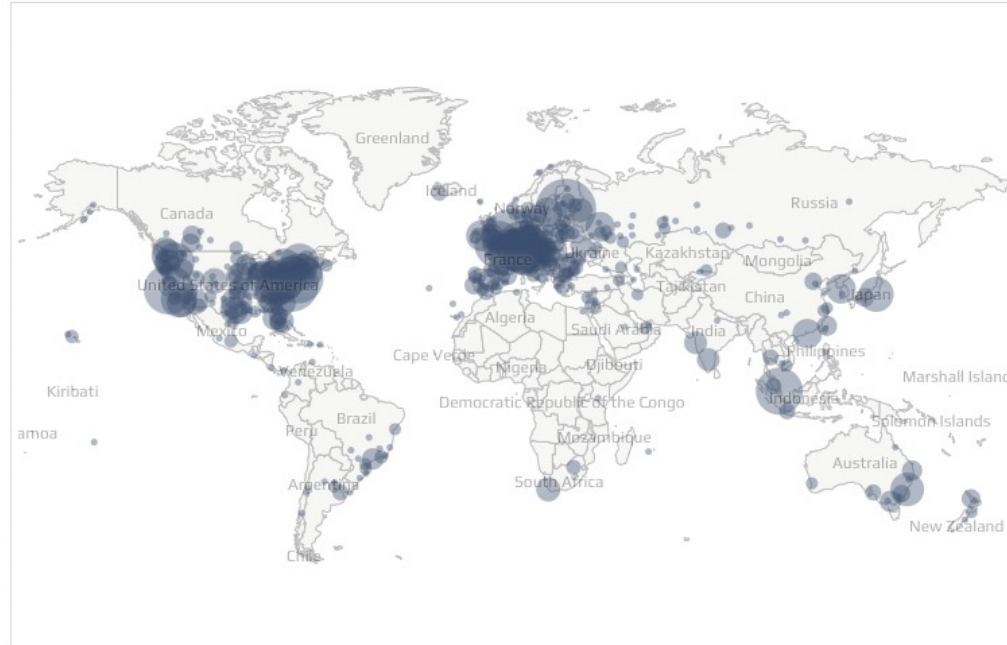 Greenland
Iceland
Canada
Norway
Russia
France
Ukraine
Kazakhstan
Mongolia
United States of America
Tajikistan
China
Japan
Mexico
Algeria
Saudi Arabia
India
Cape Verde
Philippines
Venezuela
Nigeria
Djibouti
Marshall Island
Kiribati
Democratic Republic of the Congo
Indonesia
Brazil
Solomon Islands
amoa
Peru
Mozambique
Australia
Argentina
South Africa
New Zealand
Chile